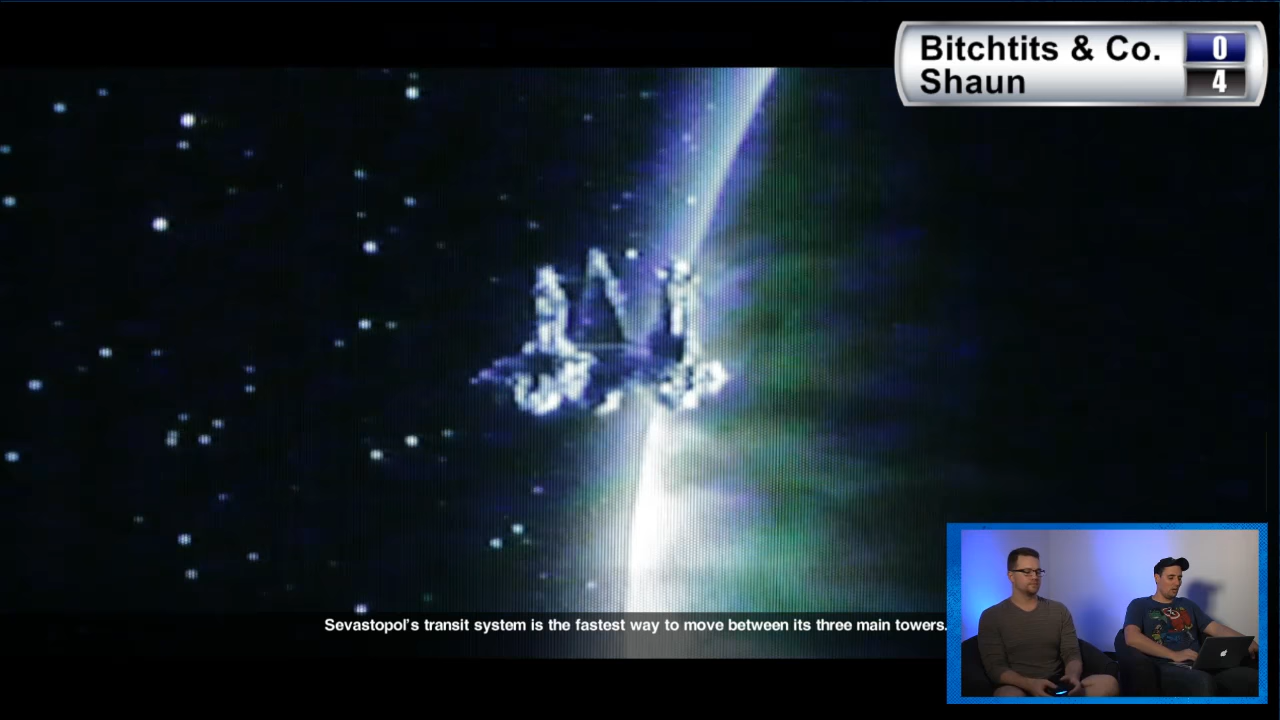 Bitchtits & Co. 0
Shaun 4
Sevastopol's transit system is the fastest way to move between its three main towers.